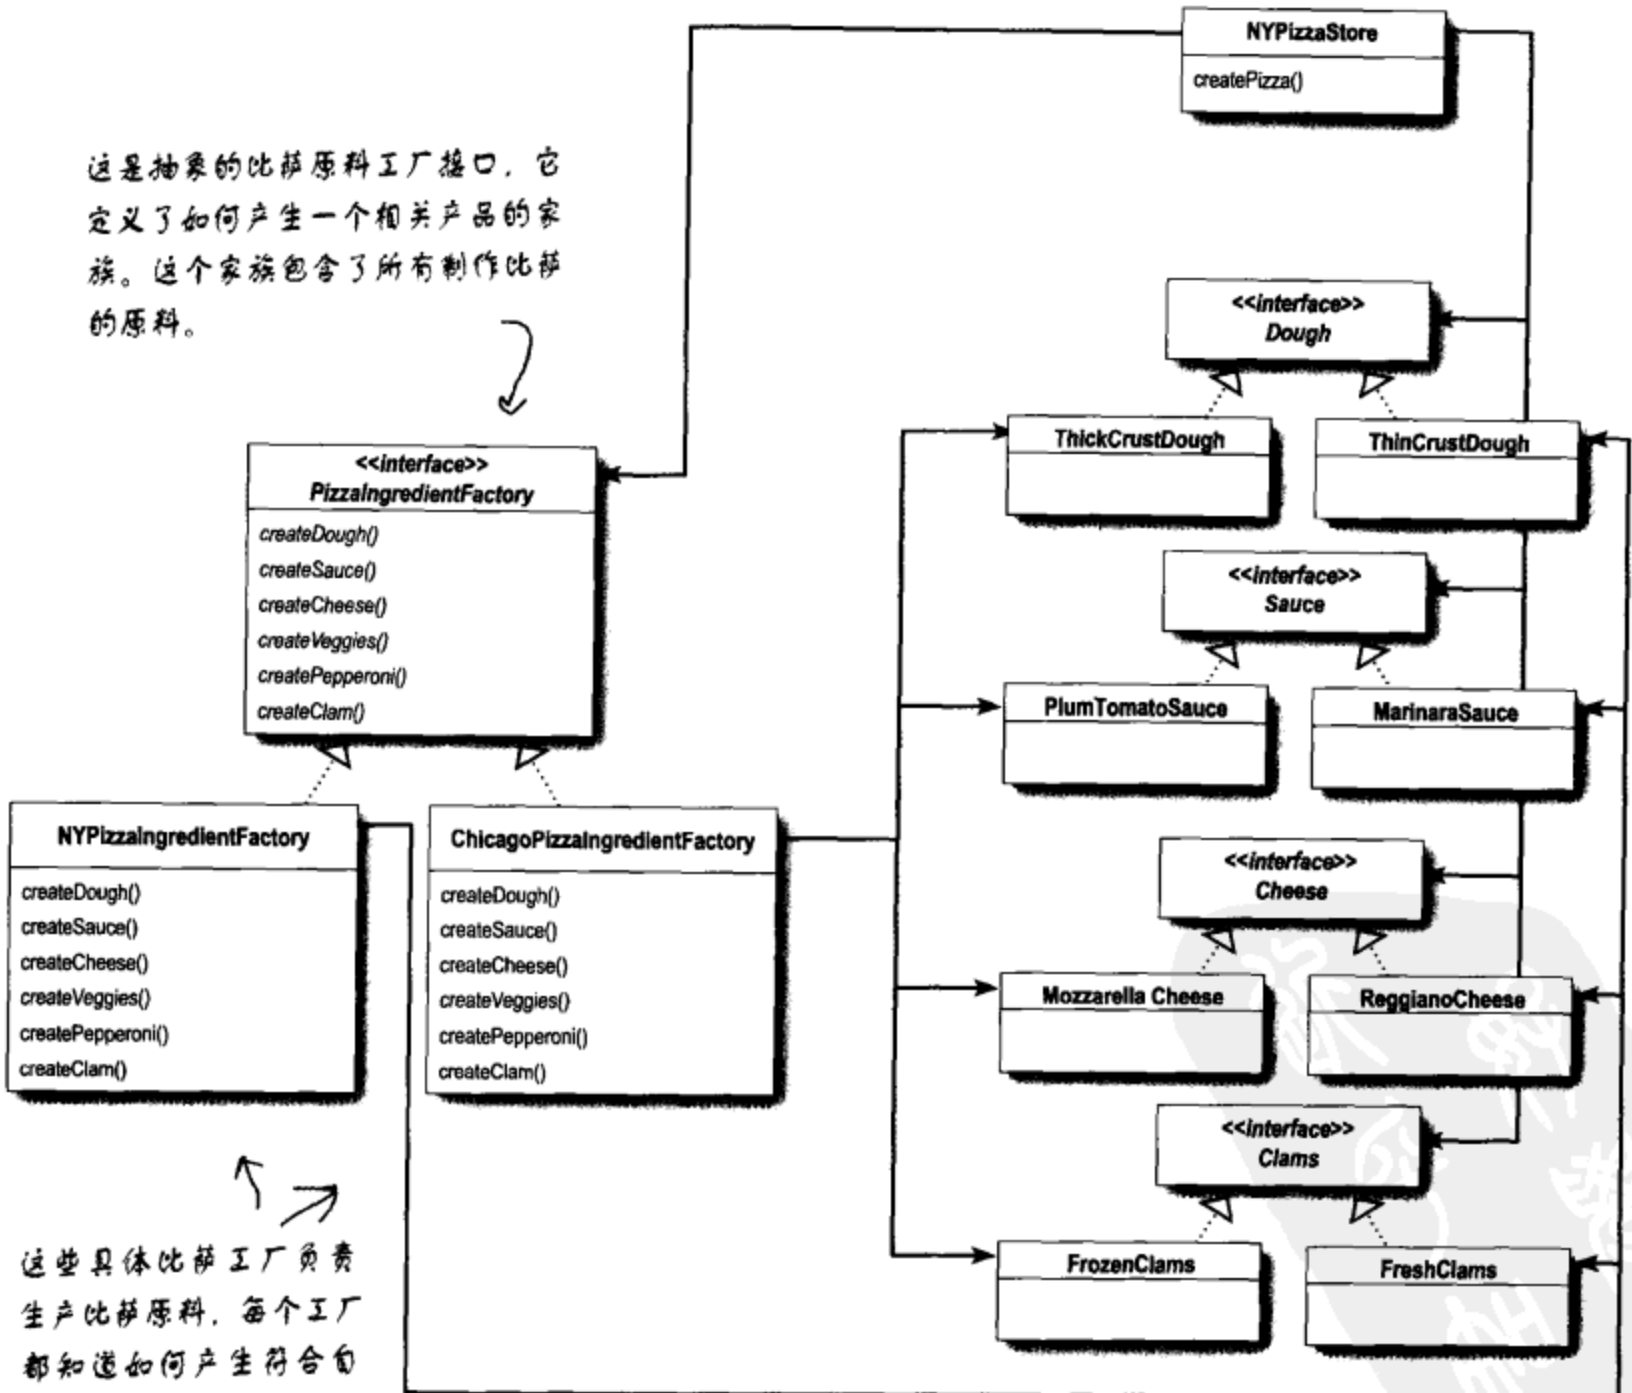 NYPizzaStore
createPizza()
这是抽象的比萨原料工厂接口，它
定义了如何产生一个相关产品的家
族。这个家族包含了所有制作比萨
的原料。
<<interface>>
Dough
ThickCrustDough
ThinCrustDough
<<interface>>
PizzaIngredientFactory
createDough()
createSauce()
createCheese()
createVeggies()
createPepperoni()
createClam()
<<interface>>
Sauce
PlumTomatoSauce
MarinaraSauce
NYPizzaIngredientFactory
createDough()
createSauce()
createCheese()
createVeggies()
createPepperoni()
createClam()
ChicagoPizzaIngredientFactory
createDough()
createSauce()
createCheese()
createVeggies()
createPepperoni()
createClam()
<<interface>>
Cheese
Mozzarella Cheese
ReggianoCheese
<<interface>>
Clams
FrozenClams
FreshClams
这些具体比萨工厂负责
生产比萨原料，每个工厂
都知道如何产生符合自